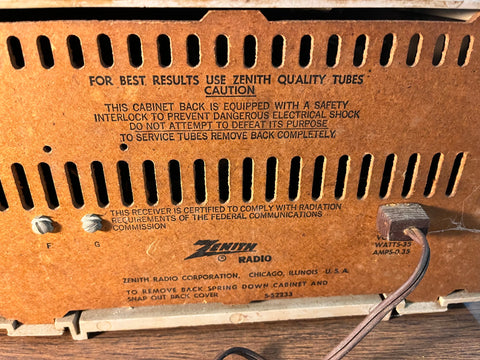 FOR BEST RESULTS USE ZENITH QUALITY TUBES
CAUTION
THIS CABINET BACK IS EQUIPPED WITH A SAFETY
INTERLOCK TO PREVENT DANGEROUS ELECTRICAL SHOCK
DO NOT ATTEMPT TO DEFEAT ITS PURPOSE
TO SERVICE TUBES REMOVE BACK COMPLETELY.
THIS RECEIVER IS CERTIFIED TO COMPLY WITH RADIATION
REQUIREMENTS OF THE FEDERAL COMMUNICATIONS
COMMISSION
F G
ZENITH
® RADIO
WATTS-35
AMPS-0.35
ZENITH RADIO CORPORATION, CHICAGO, ILLINOIS U.S.A.
TO REMOVE BACK SPRING DOWN CABINET AND
SNAP OUT BACK COVER S-52333